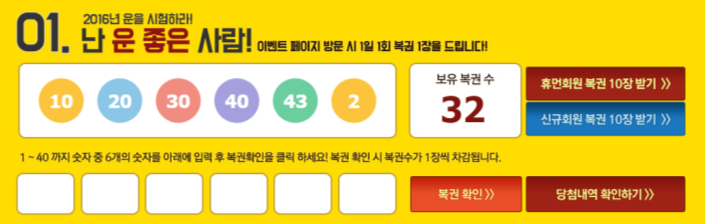 2016년 운을 시험하라!
01. 난 운 좋은 사람! 이벤트 페이지 방문 시 1일 1회 복권 1장을 드립니다!
10 20 30 40 43 2
보유 복권 수
32
휴먼회원 복권 10장 받기 》
신규회원 복권 10장 받기 》
1 ~ 40 까지 숫자 중 6개의 숫자를 아래에 입력 후 복권확인을 클릭 하세요! 복권 확인 시 복권수가 1장씩 차감됩니다.
복권 확인 》
당첨내역 확인하기 》